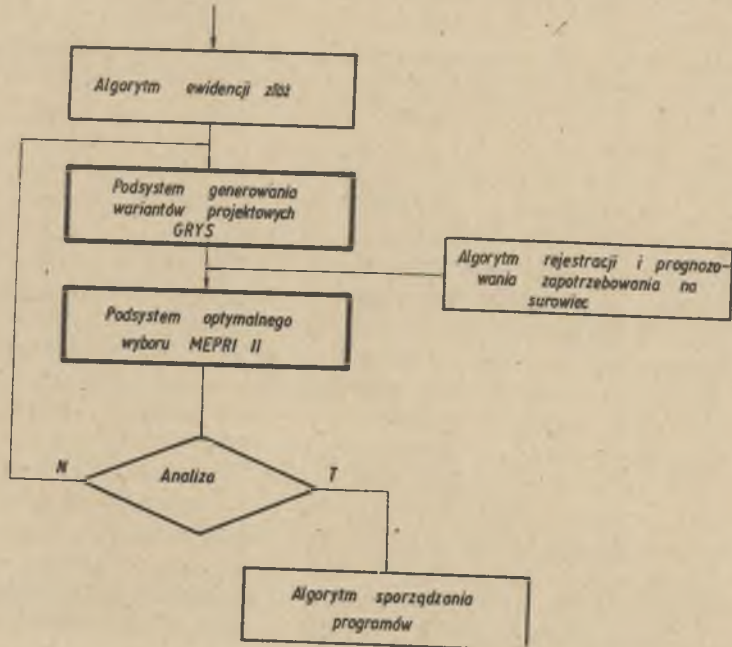 Algorytm ewidencji złóż
Podsystem generowania
wariantów projektowych
GRYS
Algorytm rejestracji i prognozo-
wania zapotrzebowania na
surowiec
Podsystem optymalnego
wyboru MEPRI II
N
Analiza
T
Algorytm sporządzania
programów